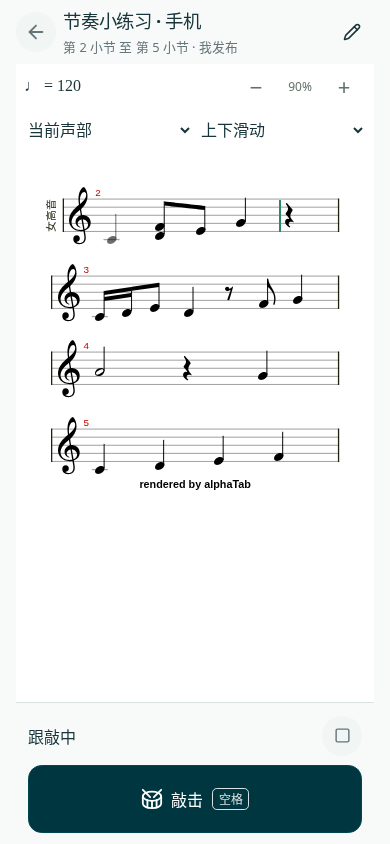 节奏小练习 · 手机
第 2 小节 至 第 5 小节 · 我发布
♩ = 120
90%
当前声部
上下滑动
女高音
2
3
4
5
rendered by alphaTab
跟敲中
敲击 空格